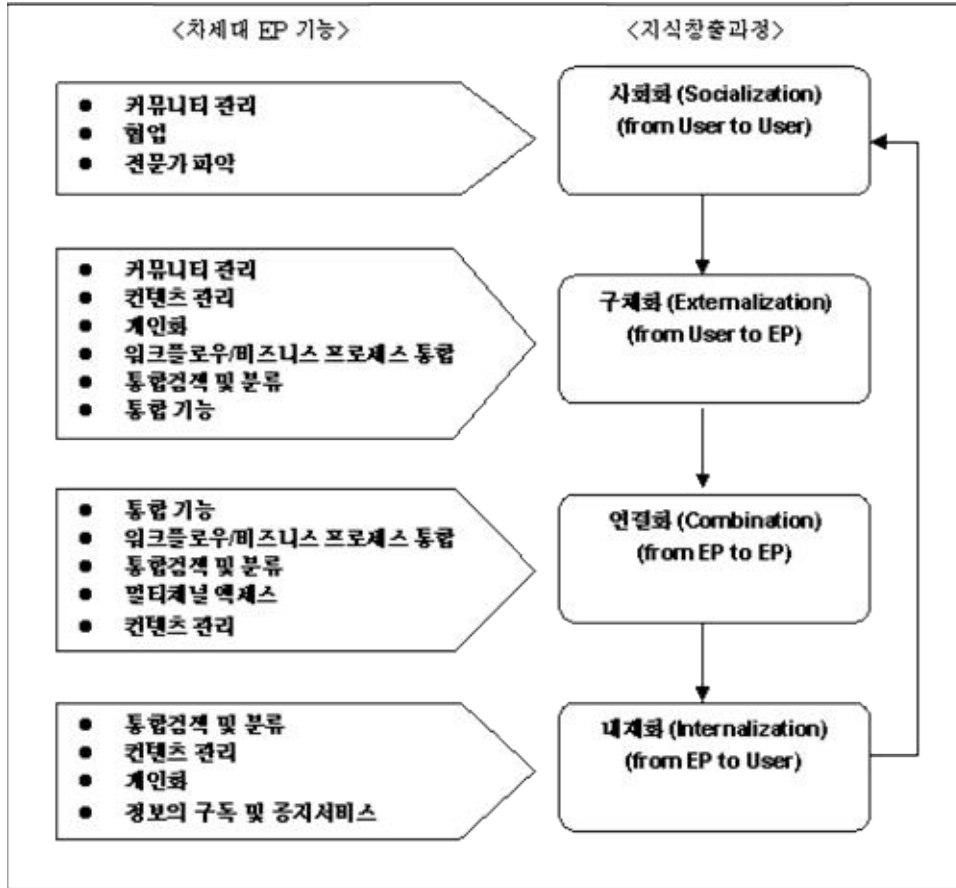 <차세대 EP 기능>
<지식창출과정>
● 커뮤니티 관리
● 협업
● 전문가 파악
사회화 (Socialization)
(from User to User)
● 커뮤니티 관리
● 컨텐츠 관리
● 개인화
● 워크플로우/비즈니스 프로세스 통합
● 통합검색 및 분류
● 통합 기능
구체화 (Externalization)
(from User to EP)
● 통합 기능
● 워크플로우/비즈니스 프로세스 통합
● 통합검색 및 분류
● 멀티채널 액세스
● 컨텐츠 관리
연결화 (Combination)
(from EP to EP)
● 통합검색 및 분류
● 컨텐츠 관리
● 개인화
● 정보의 구독 및 공지서비스
내재화 (Internalization)
(from EP to User)